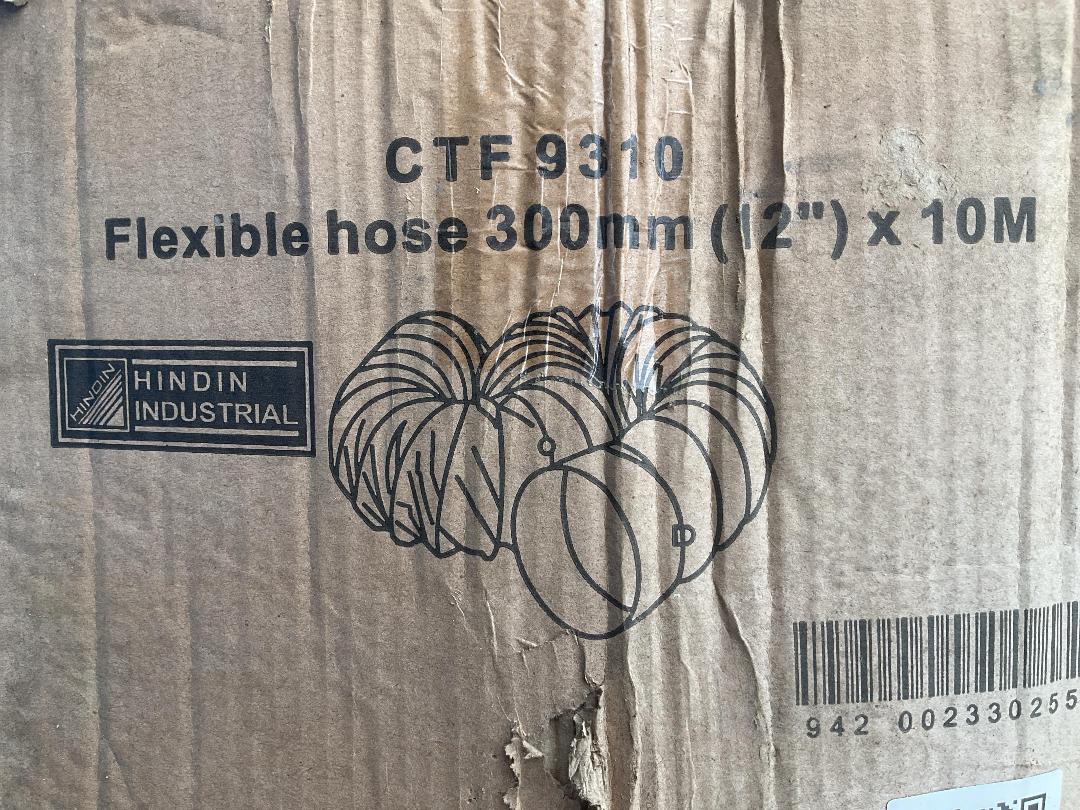 CTF 9310
Flexible hose 300mm (12") x 10M
HINDIN
HINDIN
INDUSTRIAL
D
942 002330255